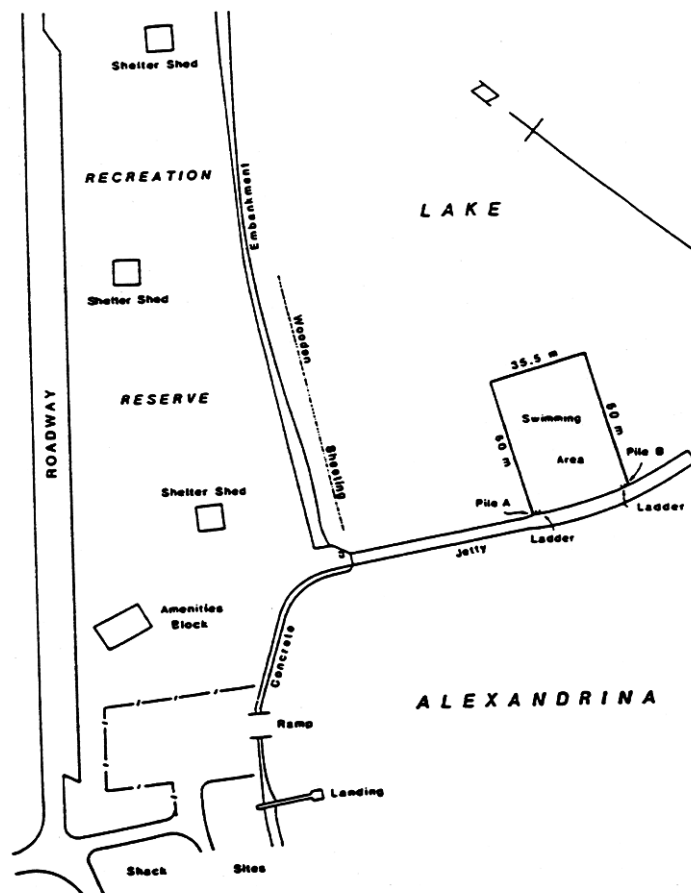 Shelter Shed
RECREATION
Embankment
LAKE
Shelter Shed
Wooden
Sheeting
35.5 m
60 m
60 m
Swimming
Area
ROADWAY
RESERVE
Pile B
Pile A
Ladder
Ladder
Shelter Shed
Jetty
Amenities
Block
Concrete
ALEXANDRINA
Ramp
Landing
Shack
Sites